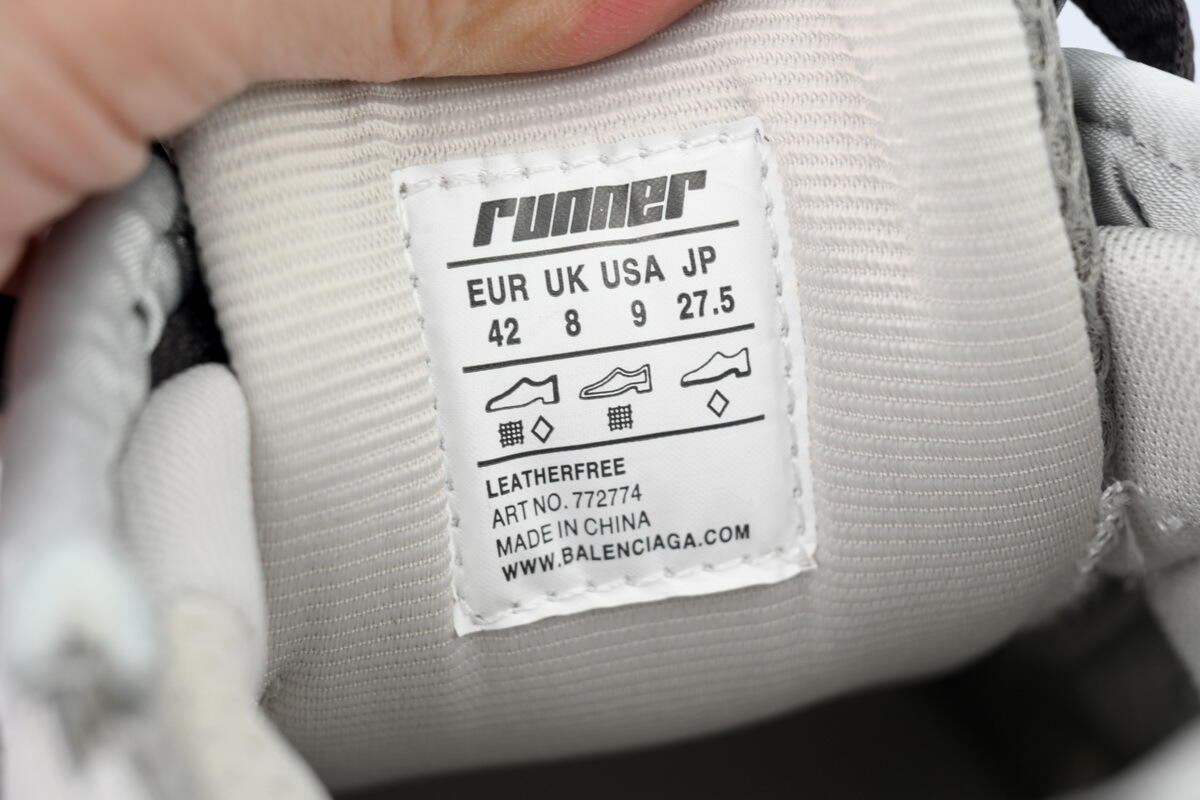 runner
EUR UK USA JP
42 8 9 27.5
LEATHERFREE
ART NO. 772774
MADE IN CHINA
WWW.BALENCIAGA.COM